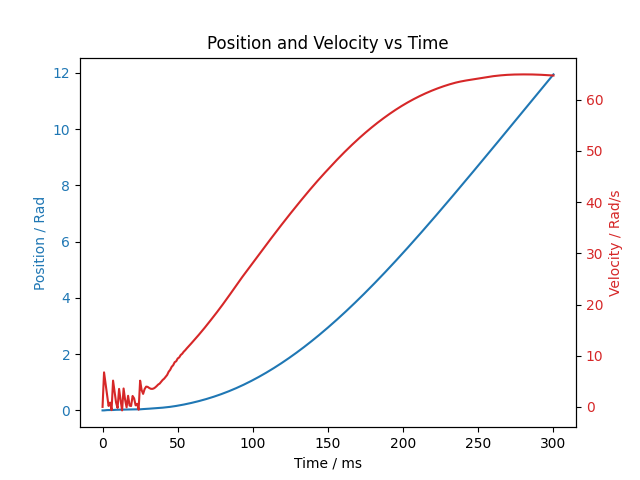 Position and Velocity vs Time
12
10
8
6
4
2
0
Position / Rad
60
50
40
30
20
10
0
Velocity / Rad/s
0 50 100 150 200 250 300
Time / ms